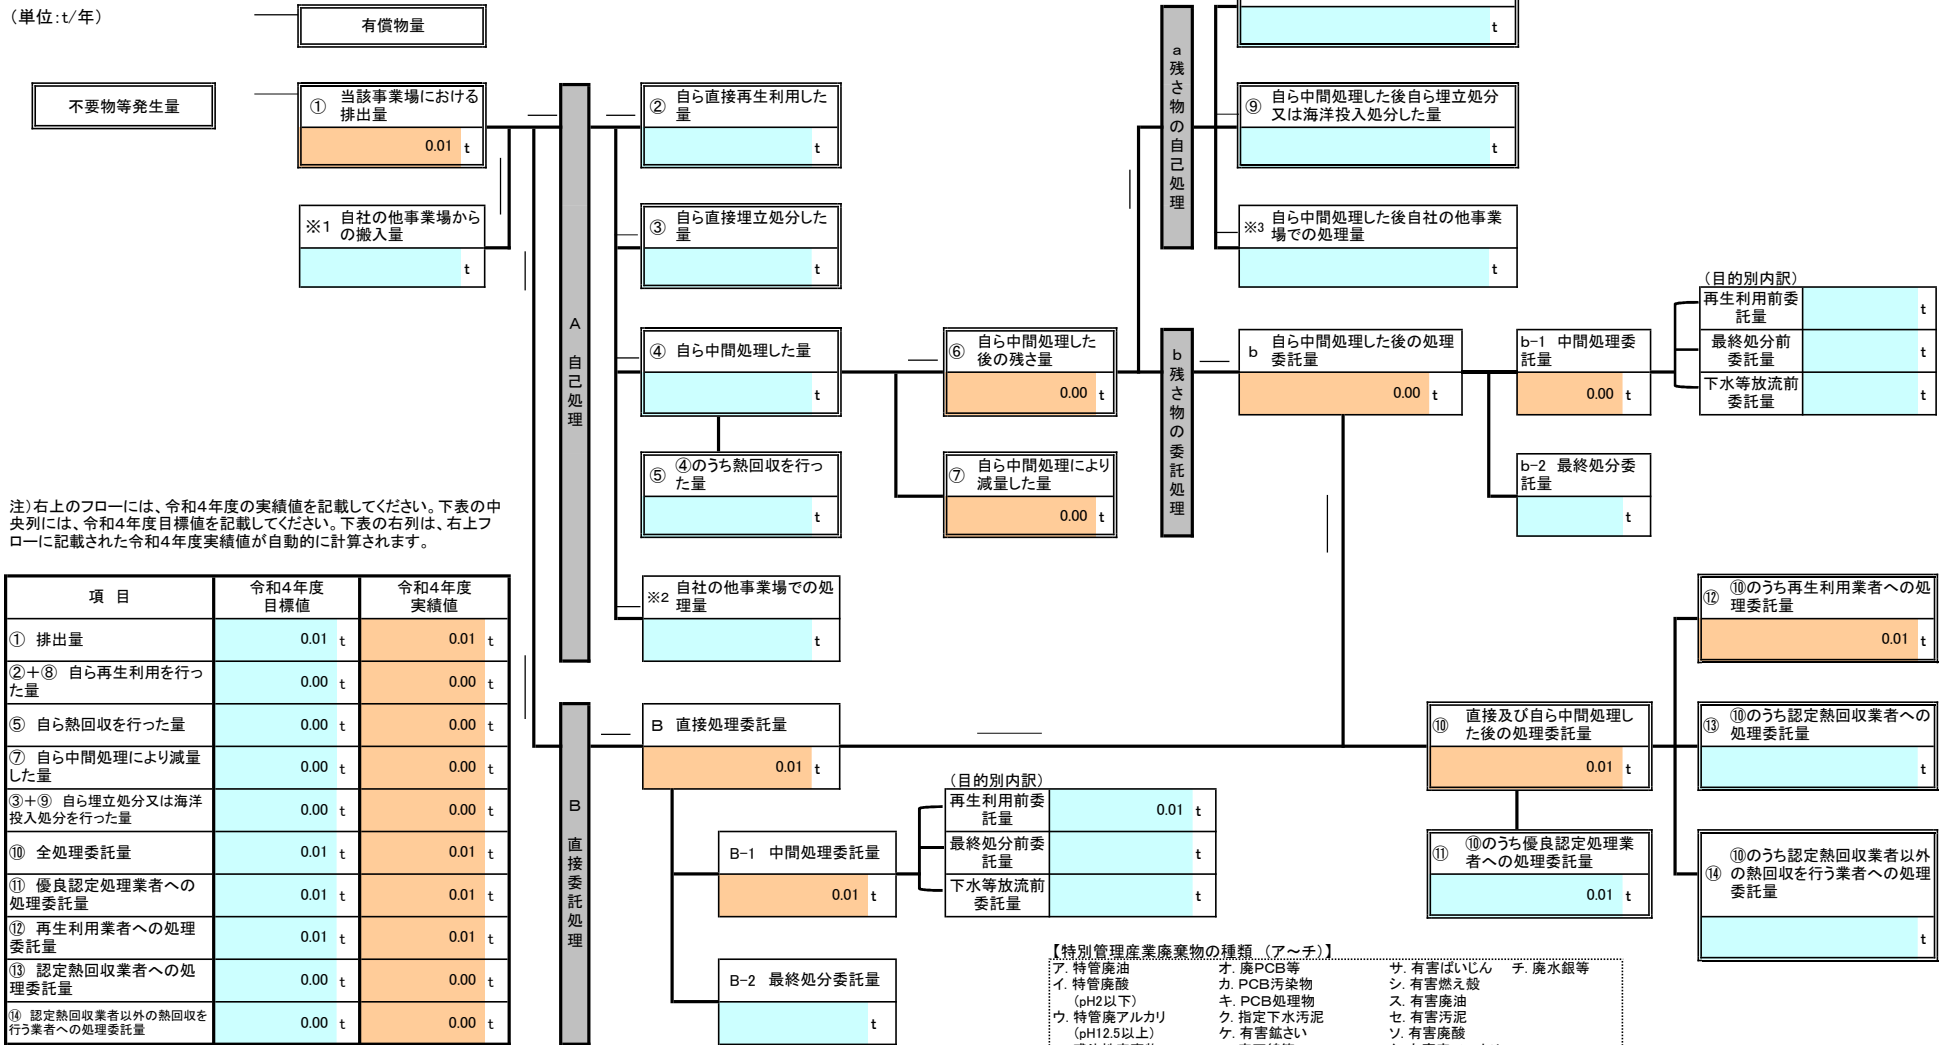 (単位:t/年)
有償物量
不要物等発生量
① 当該事業場における
排出量
0.01 t
※1 自社の他事業場から
の搬入量
t
A 自己処理
② 自ら直接再生利用した
量
t
③ 自ら直接埋立処分した
量
t
④ 自ら中間処理した量
t
⑤ ④のうち熱回収を行っ
た量
t
※2 自社の他事業場での処
理量
t
⑥ 自ら中間処理した
後の残さ量
0.00 t
⑦ 自ら中間処理により
減量した量
0.00 t
a 残さ物の自己処理
t
⑨ 自ら中間処理した後自ら埋立処分
又は海洋投入処分した量
t
※3 自ら中間処理した後自社の他事業
場での処理量
t
b 残さ物の委託処理
b 自ら中間処理した後の処理
委託量
0.00 t
b-1 中間処理委
託量
0.00 t
b-2 最終処分委
託量
t
(目的別内訳)
再生利用前委
託量
t
最終処分前
委託量
t
下水等放流前
委託量
t
注)右上のフローには、令和4年度の実績値を記載してください。下表の中
央列には、令和4年度目標値を記載してください。下表の右列は、右上フ
ローに記載された令和4年度実績値が自動的に計算されます。
項 目
令和4年度
目標値
令和4年度
実績値
① 排出量 0.01 t 0.01 t
②+⑧ 自ら再生利用を行っ
た量 0.00 t 0.00 t
⑤ 自ら熱回収を行った量 0.00 t 0.00 t
⑦ 自ら中間処理により減量
した量 0.00 t 0.00 t
③+⑨ 自ら埋立処分又は海洋
投入処分を行った量 0.00 t 0.00 t
⑩ 全処理委託量 0.01 t 0.01 t
⑪ 優良認定処理業者への
処理委託量 0.01 t 0.01 t
⑫ 再生利用業者への処理
委託量 0.01 t 0.01 t
⑬ 認定熱回収業者への処
理委託量 0.00 t 0.00 t
⑭ 認定熱回収業者以外の熱回収を
行う業者への処理委託量 0.00 t 0.00 t
B 直接委託処理
B 直接処理委託量
0.01 t
B-1 中間処理委託量
0.01 t
B-2 最終処分委託量
t
(目的別内訳)
再生利用前委
託量
0.01 t
最終処分前委
託量
t
下水等放流前
委託量
t
⑩ 直接及び自ら中間処理し
た後の処理委託量
0.01 t
⑪ ⑩のうち優良認定処理業
者への処理委託量
0.01 t
⑫ ⑩のうち再生利用業者への処
理委託量
0.01 t
⑬ ⑩のうち認定熱回収業者への
処理委託量
t
⑭ ⑩のうち認定熱回収業者以外
の熱回収を行う業者への処理
委託量
t
【特別管理産業廃棄物の種類 (ア~チ)】
ア. 特管廃油 オ. 廃PCB等 サ. 有害ばいじん チ. 廃水銀等
イ. 特管廃酸 カ. PCB汚染物 シ. 有害燃え殻
(pH2以下) キ. PCB処理物 ス. 有害廃油
ウ. 特管廃アルカリ ク. 指定下水汚泥 セ. 有害汚泥
(pH12.5以上) ケ. 有害鉱さい ソ. 有害廃酸